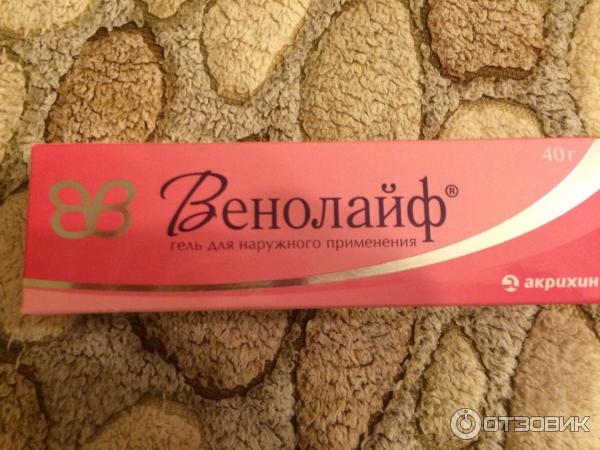 40 г
Венолайф®
гель для наружного применения
акрихин
ОТЗОВИК